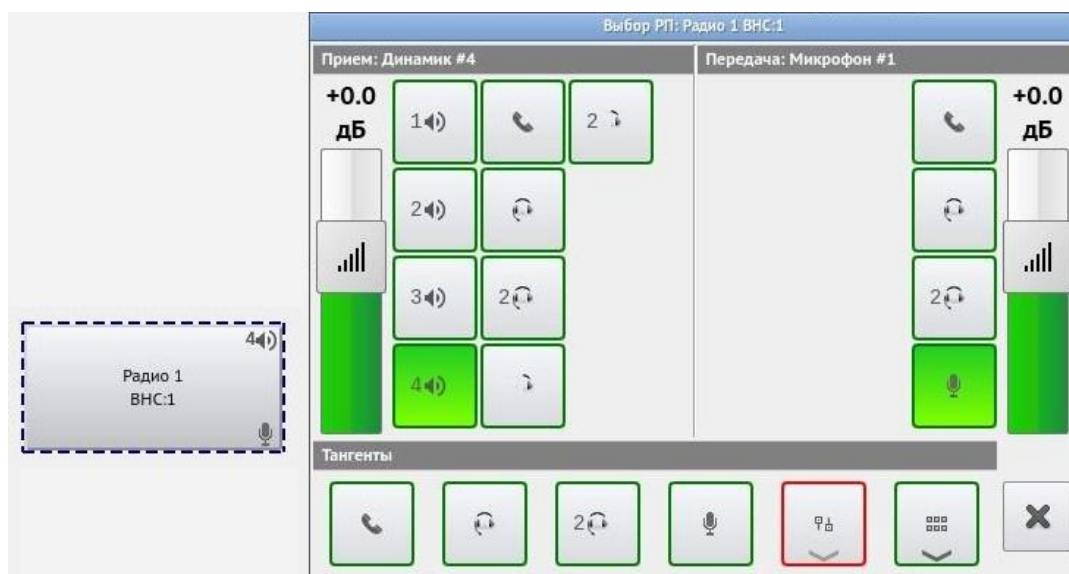 Выбор РП: Радио 1 ВНС:1
Прием: Динамик #4
Передача: Микрофон #1
+0.0
дБ
1
2
+0.0
дБ
2
3
2
2
4
4
Радио 1
ВНС:1
Тангенты
2